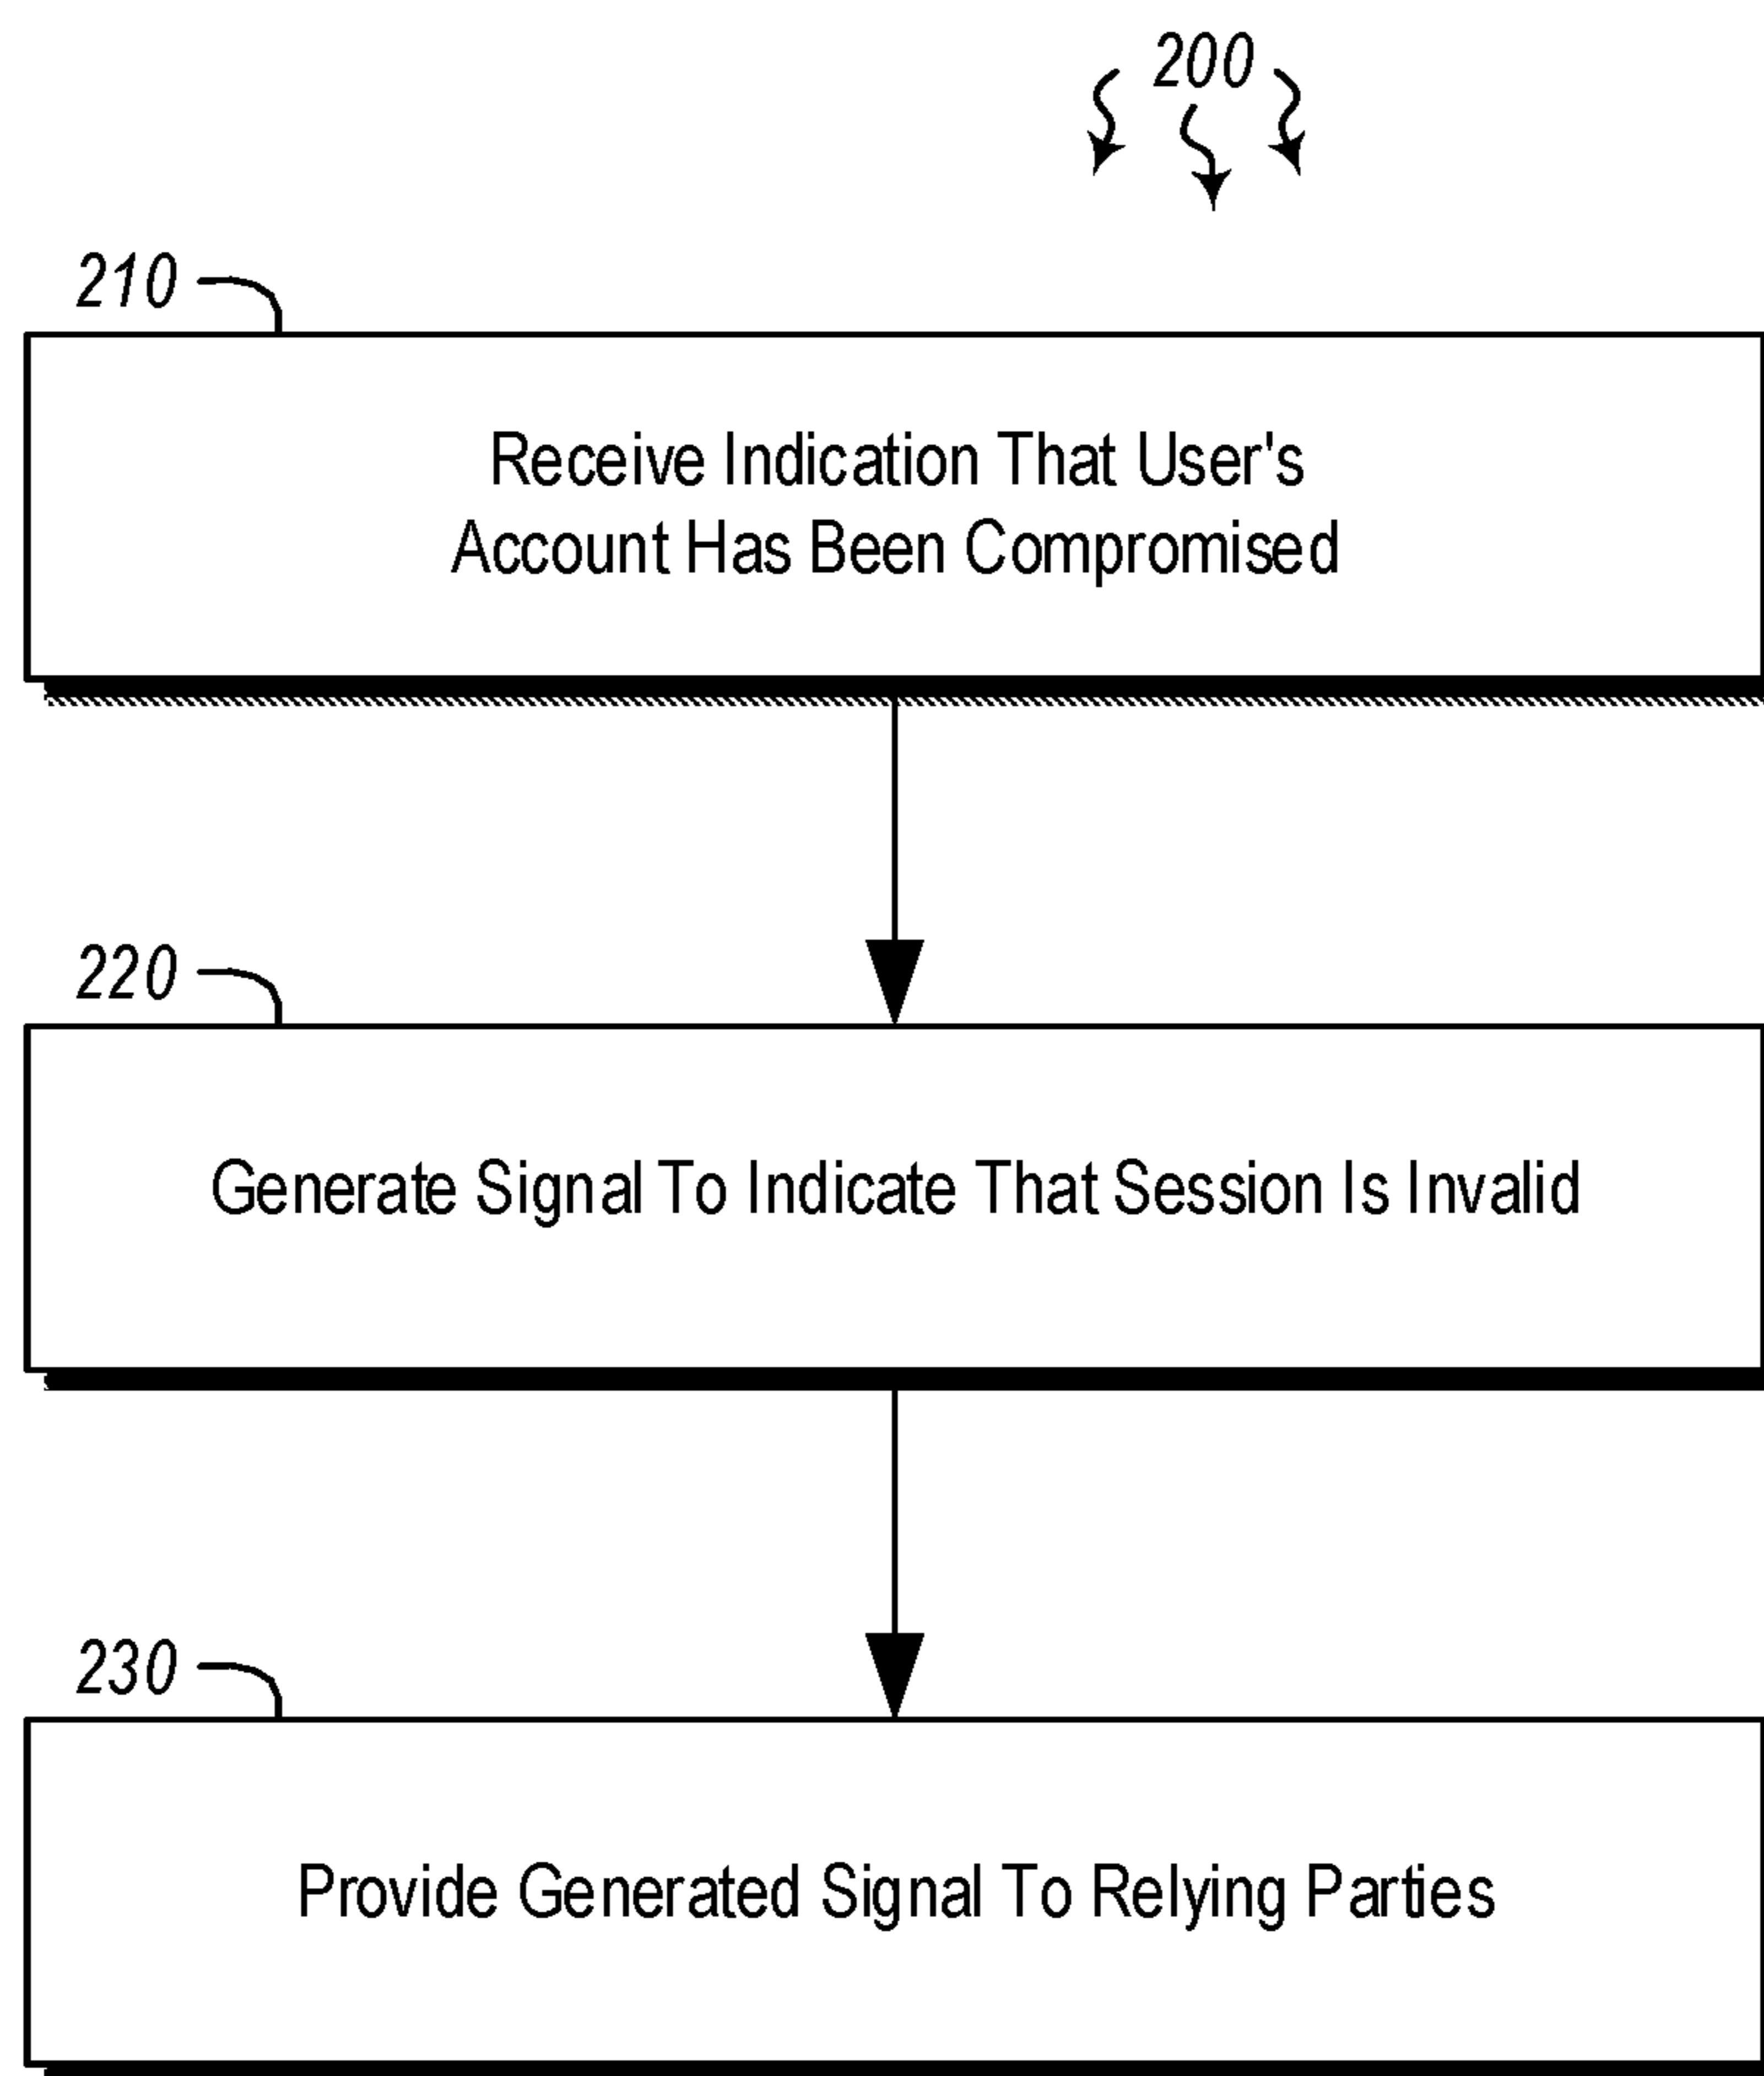 200
210
Receive Indication That User's
Account Has Been Compromised
220
Generate Signal To Indicate That Session Is Invalid
230
Provide Generated Signal To Relying Parties